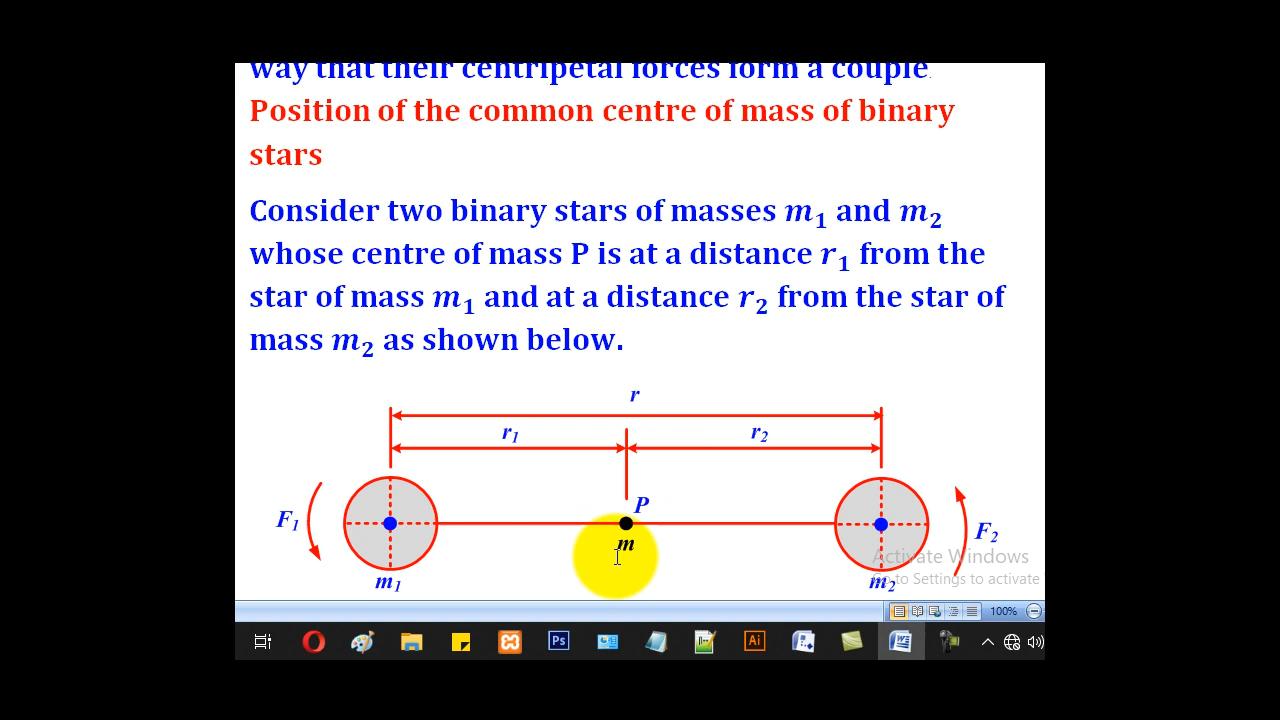 way that their centripetal forces form a couple.
Position of the common centre of mass of binary
stars
Consider two binary stars of masses m₁ and m₂
whose centre of mass P is at a distance r₁ from the
star of mass m₁ and at a distance r₂ from the star of
mass m₂ as shown below.
r
r₁ r₂
P
F₁ F₂
m
Activate Windows
Go to Settings to activate
m₁ m₂
100%
Ps Ai W